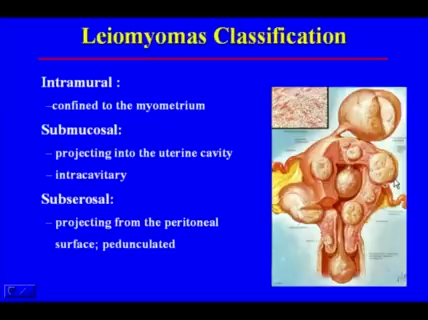 Leiomyomas Classification
Intramural :
–confined to the myometrium
Submucosal:
– projecting into the uterine cavity
– intracavitary
Subserosal:
– projecting from the peritoneal
surface; pedunculated